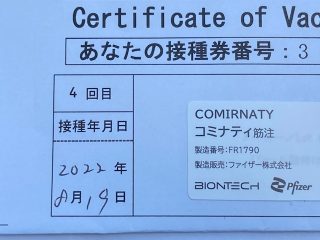 Certificate of Vac
あなたの接種券番号:3
4 回目
接種年月日
2022 年
8月19日
COMIRNATY
コミナティ筋注
製造番号:FR1790
製造販売:ファイザー株式会社
BIONTECH Pfizer